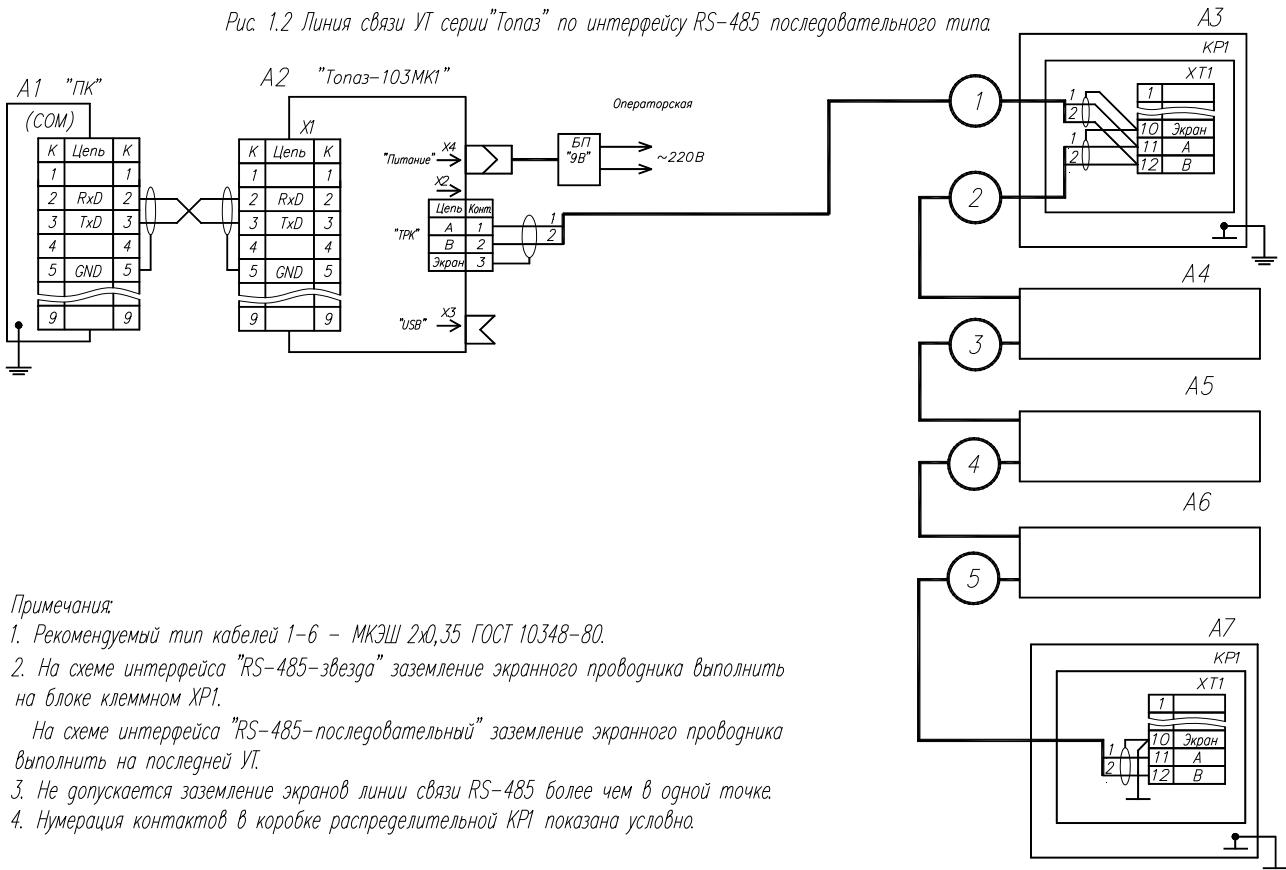 Рис. 1.2 Линия связи УТ серии"Топаз" по интерфейсу RS-485 последовательного типа.
А1 "ПК"
(COM)
К Цепь К
1 1
2 RxD 2
3 TxD 3
4 4
5 GND 5
9 9
А2 "Топаз-103МК1"
X1
К Цепь К
1 1
2 RxD 2
3 TxD 3
4 4
5 GND 5
9 9
"Питание" X4
X2
Цепь Конт.
"ТРК"
А 1
В 2
Экран 3
"USB" X3
1
2
Операторская
БП
"9В"
~220В
1
2
3
4
5
А3
КР1
XT1
1
10 Экран
11 А
12 В
1
2
1
2
А4
А5
А6
А7
КР1
XT1
1
10 Экран
11 А
12 В
1
2
Примечания:
1. Рекомендуемый тип кабелей 1-6 - МКЭШ 2х0,35 ГОСТ 10348-80.
2. На схеме интерфейса "RS-485-звезда" заземление экранного проводника выполнить
на блоке клеммном ХР1.
На схеме интерфейса "RS-485-последовательный" заземление экранного проводника
выполнить на последней УТ.
3. Не допускается заземление экранов линии связи RS-485 более чем в одной точке.
4. Нумерация контактов в коробке распределительной КР1 показана условно.